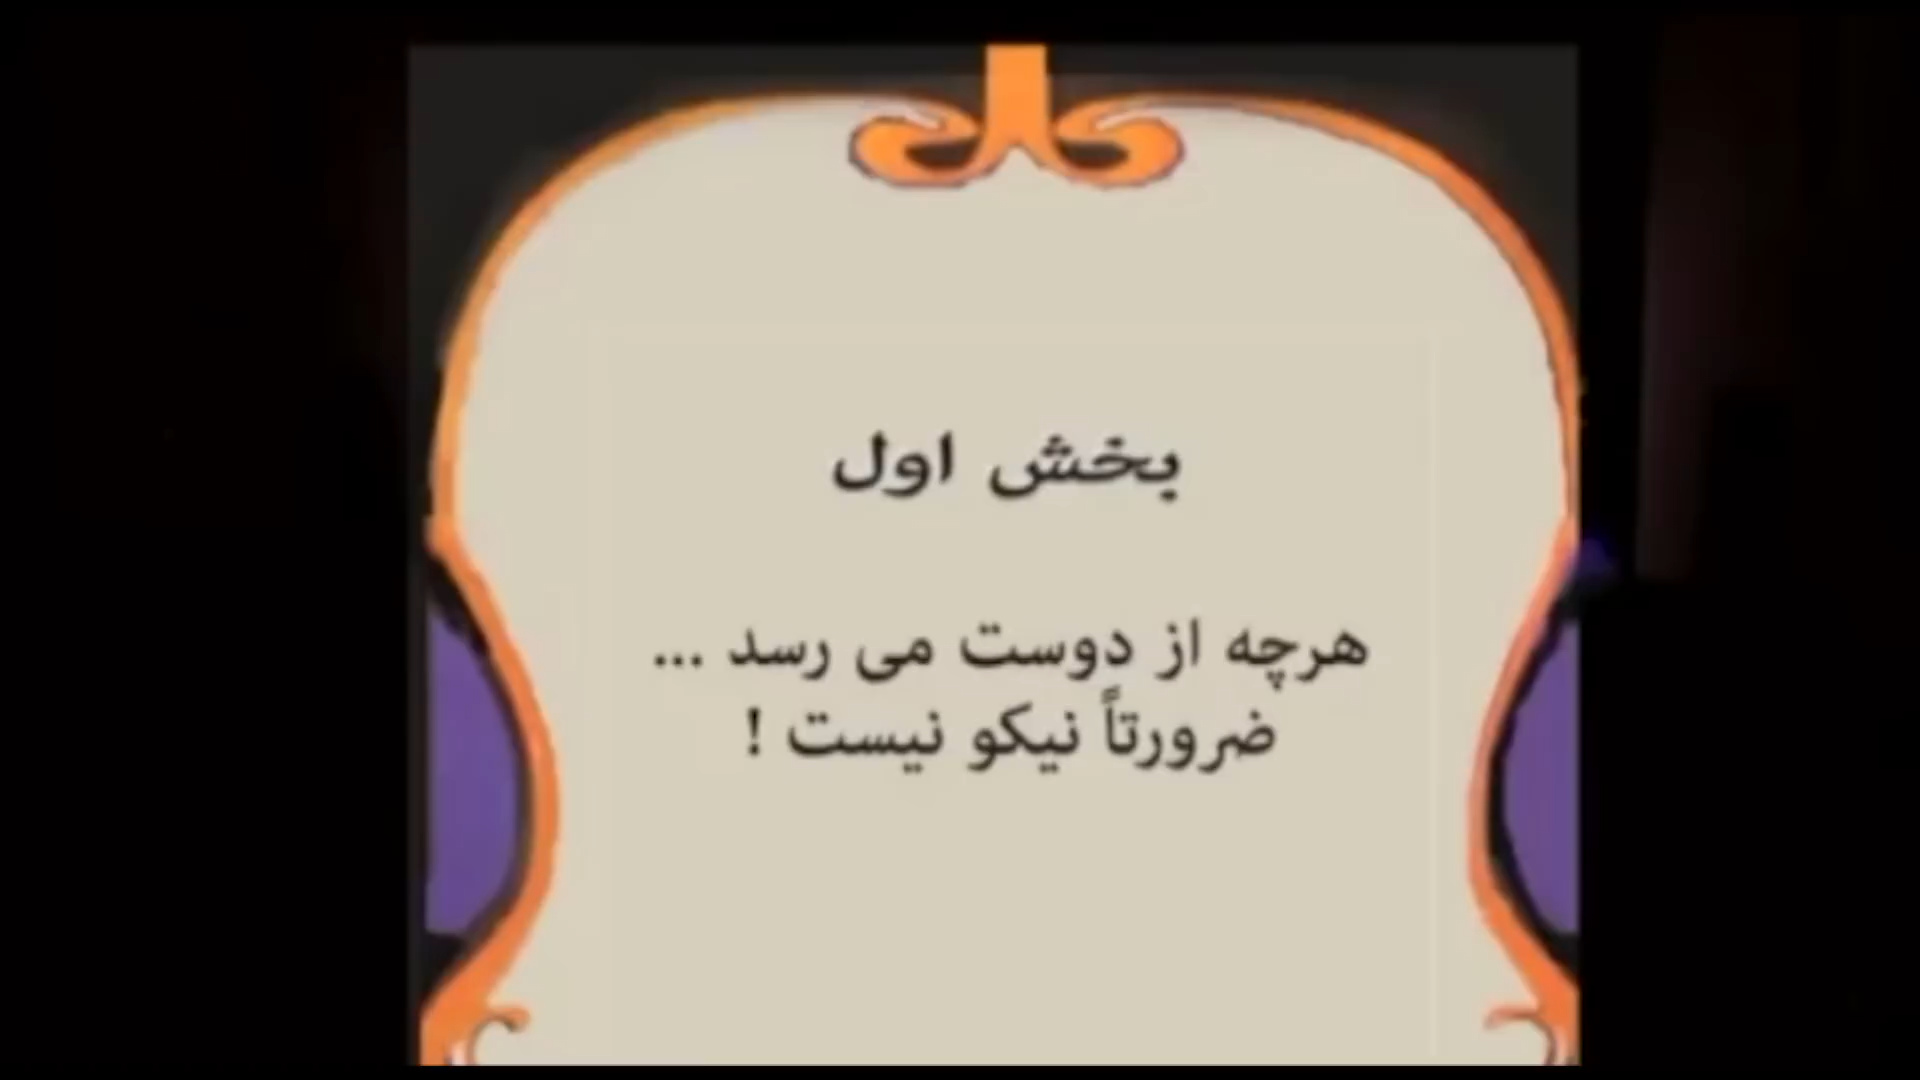 بخش اول
هرچه از دوست می رسد ...
ضرورتاً نیکو نیست !